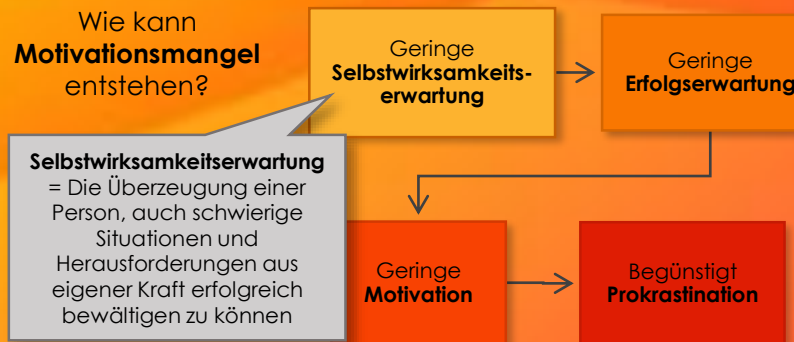 Wie kann
Motivationsmangel
entstehen?
Geringe
Selbstwirksamkeits-
erwartung
Geringe
Erfolgserwartung
Selbstwirksamkeitserwartung
= Die Überzeugung einer
Person, auch schwierige
Situationen und
Herausforderungen aus
eigener Kraft erfolgreich
bewältigen zu können
Geringe
Motivation
Begünstigt
Prokrastination